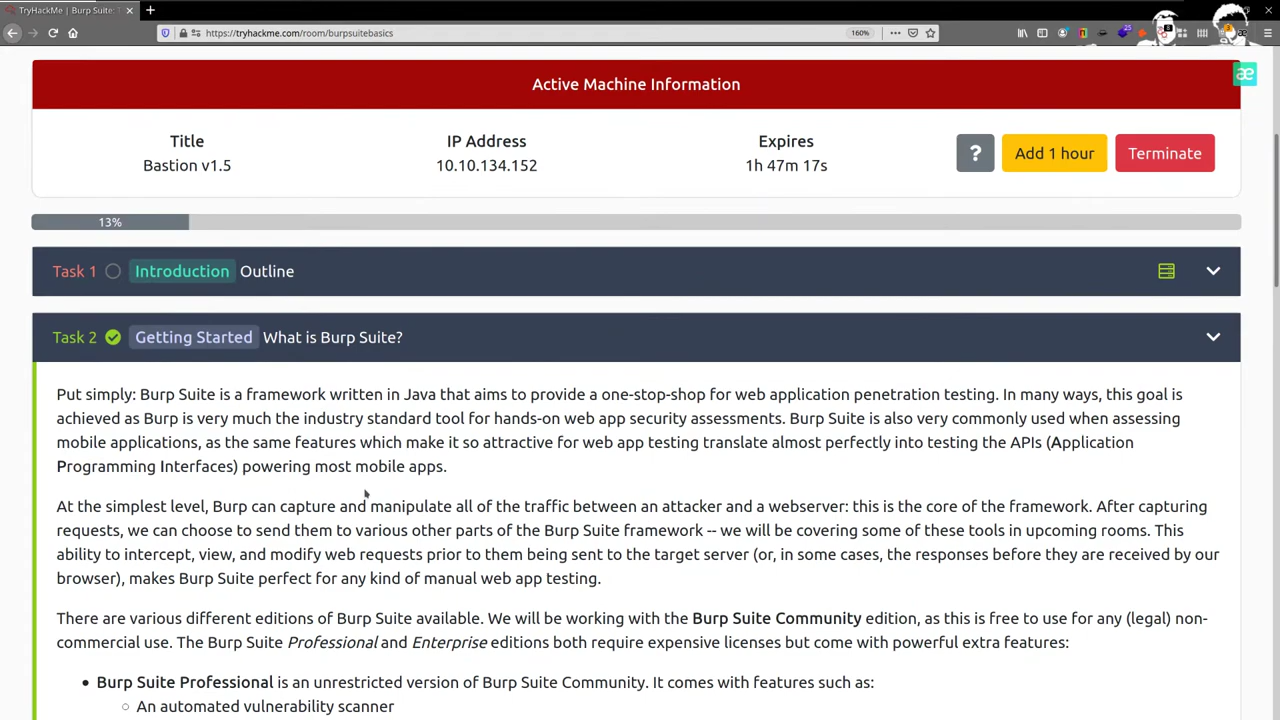 TryHackMe | Burp Suite: T
https://tryhackme.com/room/burpsuitebasics
160%
Active Machine Information
æ
Title
IP Address
Expires
Bastion v1.5
10.10.134.152
1h 47m 17s
?
Add 1 hour
Terminate
13%
Task 1 Introduction Outline
Task 2 Getting Started What is Burp Suite?
Put simply: Burp Suite is a framework written in Java that aims to provide a one-stop-shop for web application penetration testing. In many ways, this goal is
achieved as Burp is very much the industry standard tool for hands-on web app security assessments. Burp Suite is also very commonly used when assessing
mobile applications, as the same features which make it so attractive for web app testing translate almost perfectly into testing the APIs (Application
Programming Interfaces) powering most mobile apps.
At the simplest level, Burp can capture and manipulate all of the traffic between an attacker and a webserver: this is the core of the framework. After capturing
requests, we can choose to send them to various other parts of the Burp Suite framework -- we will be covering some of these tools in upcoming rooms. This
ability to intercept, view, and modify web requests prior to them being sent to the target server (or, in some cases, the responses before they are received by our
browser), makes Burp Suite perfect for any kind of manual web app testing.
There are various different editions of Burp Suite available. We will be working with the Burp Suite Community edition, as this is free to use for any (legal) non-
commercial use. The Burp Suite Professional and Enterprise editions both require expensive licenses but come with powerful extra features:
• Burp Suite Professional is an unrestricted version of Burp Suite Community. It comes with features such as:
○ An automated vulnerability scanner